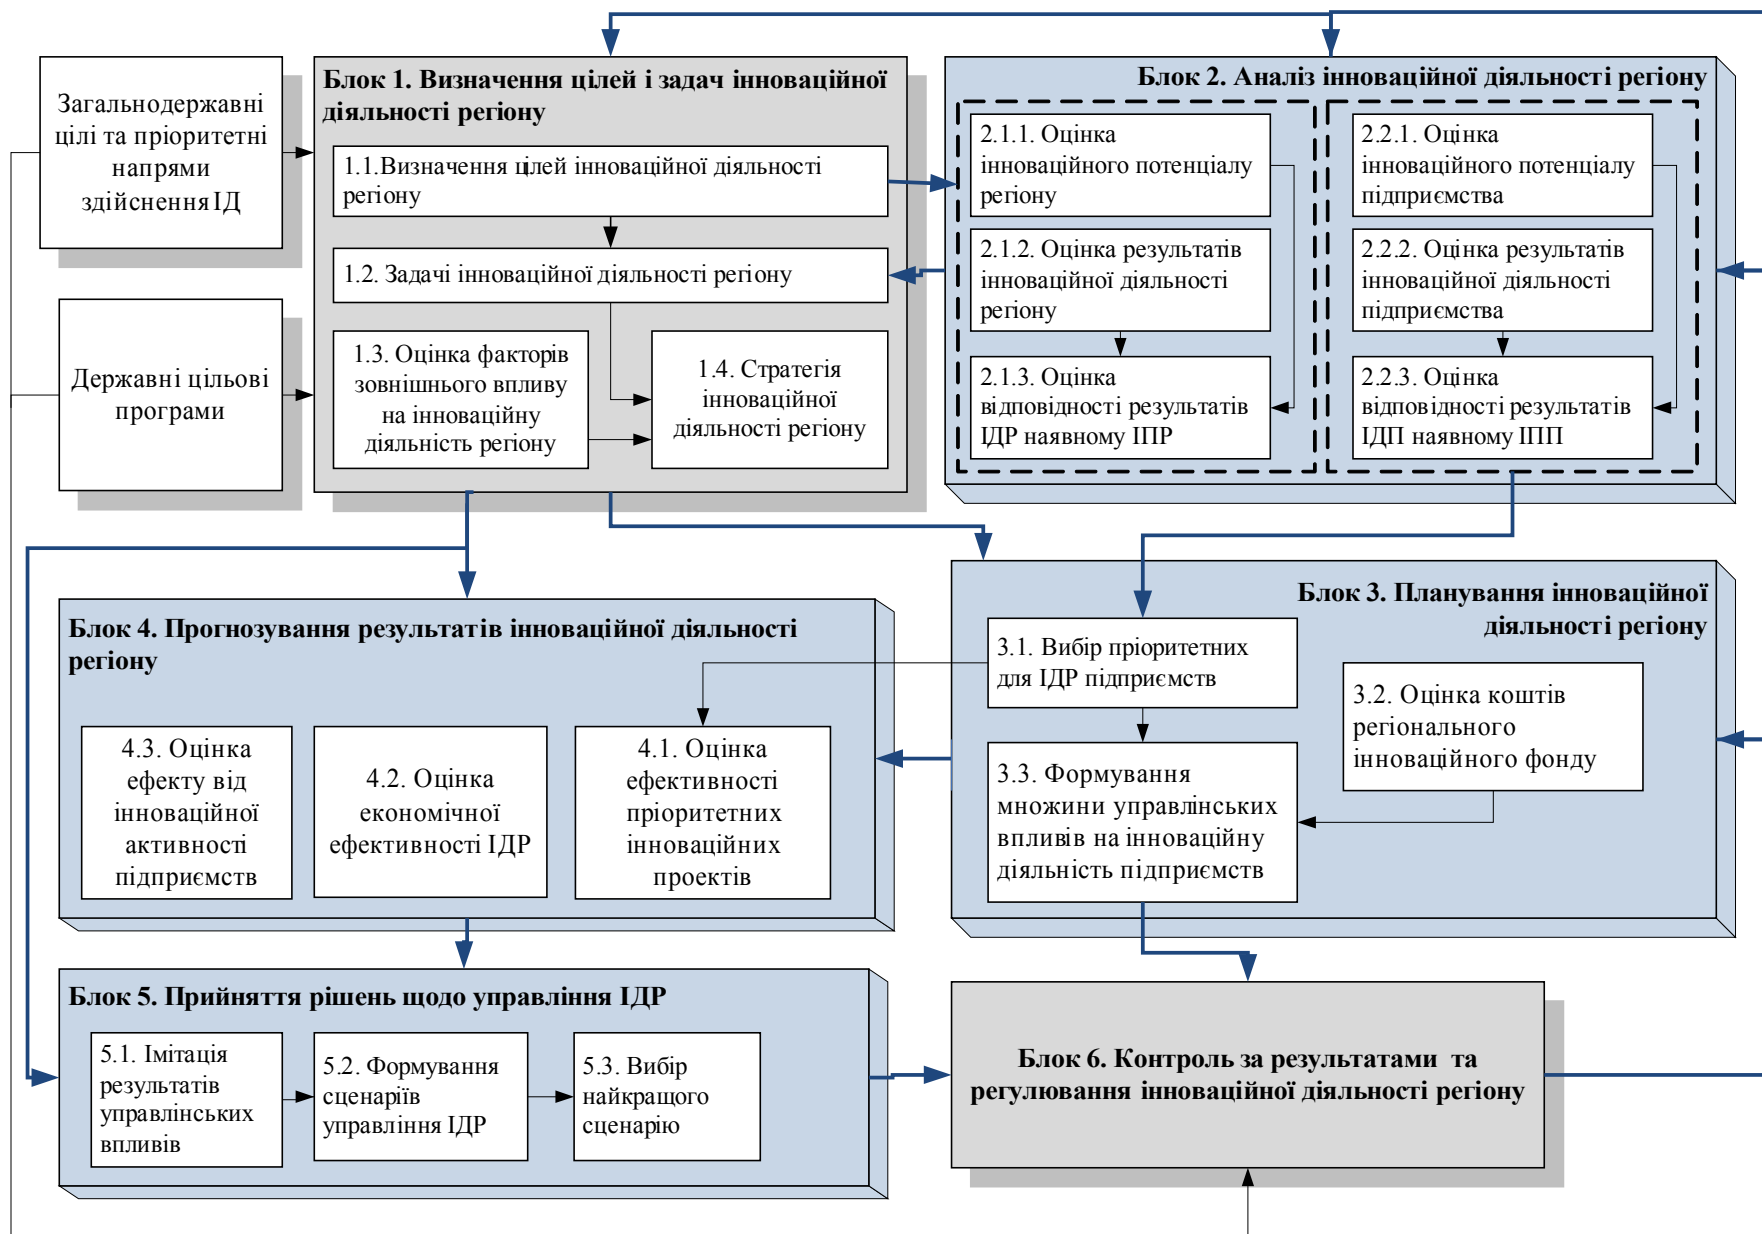 Загальнодержавні
цілі та пріоритетні
напрями
здійснення ІД
Державні цільові
програми
Блок 1. Визначення цілей і задач інноваційної
діяльності регіону
1.1.Визначення цілей інноваційної діяльності
регіону
1.2. Задачі інноваційної діяльності регіону
1.3. Оцінка факторів
зовнішнього впливу
на інноваційну
діяльність регіону
1.4. Стратегія
інноваційної
діяльності регіону
Блок 2. Аналіз інноваційної діяльності регіону
2.1.1. Оцінка
інноваційного потенціалу
регіону
2.1.2. Оцінка результатів
інноваційної діяльності
регіону
2.1.3. Оцінка
відповідності результатів
ІДР наявному ІПР
2.2.1. Оцінка
інноваційного потенціалу
підприємства
2.2.2. Оцінка результатів
інноваційної діяльності
підприємства
2.2.3. Оцінка
відповідності результатів
ІДП наявному ІПП
Блок 3. Планування інноваційної
діяльності регіону
3.1. Вибір пріоритетних
для ІДР підприємств
3.2. Оцінка коштів
регіонального
інноваційного фонду
3.3. Формування
множини управлінських
впливів на інноваційну
діяльність підприємств
Блок 4. Прогнозування результатів інноваційної діяльності
регіону
4.3. Оцінка
ефекту від
інноваційної
активності
підприємств
4.2. Оцінка
економічної
ефективності ІДР
4.1. Оцінка
ефективності
пріоритетних
інноваційних
проектів
Блок 5. Прийняття рішень щодо управління ІДР
5.1. Імітація
результатів
управлінських
впливів
5.2. Формування
сценаріїв
управління ІДР
5.3. Вибір
найкращого
сценарію
Блок 6. Контроль за результатами та
регулювання інноваційної діяльності регіону